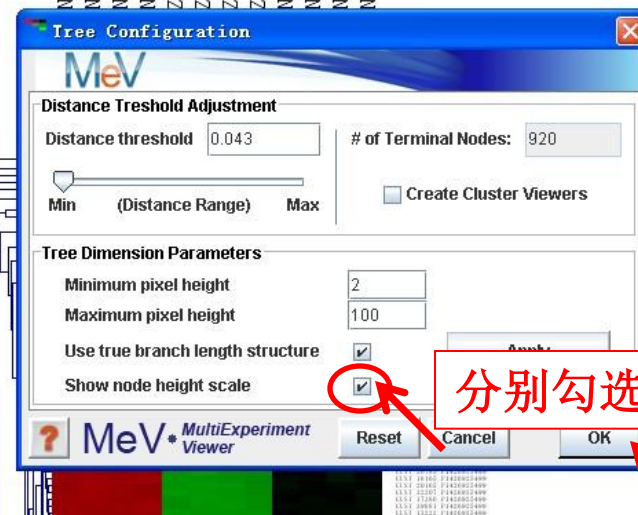 Tree Configuration
MeV
Distance Treshold Adjustment
Distance threshold 0.043
# of Terminal Nodes: 920
Min (Distance Range) Max
Create Cluster Viewers
Tree Dimension Parameters
Minimum pixel height 2
Maximum pixel height 100
Use true branch length structure
Show node height scale
分别勾选
? MeV MultiExperiment
Viewer
Reset Cancel OK